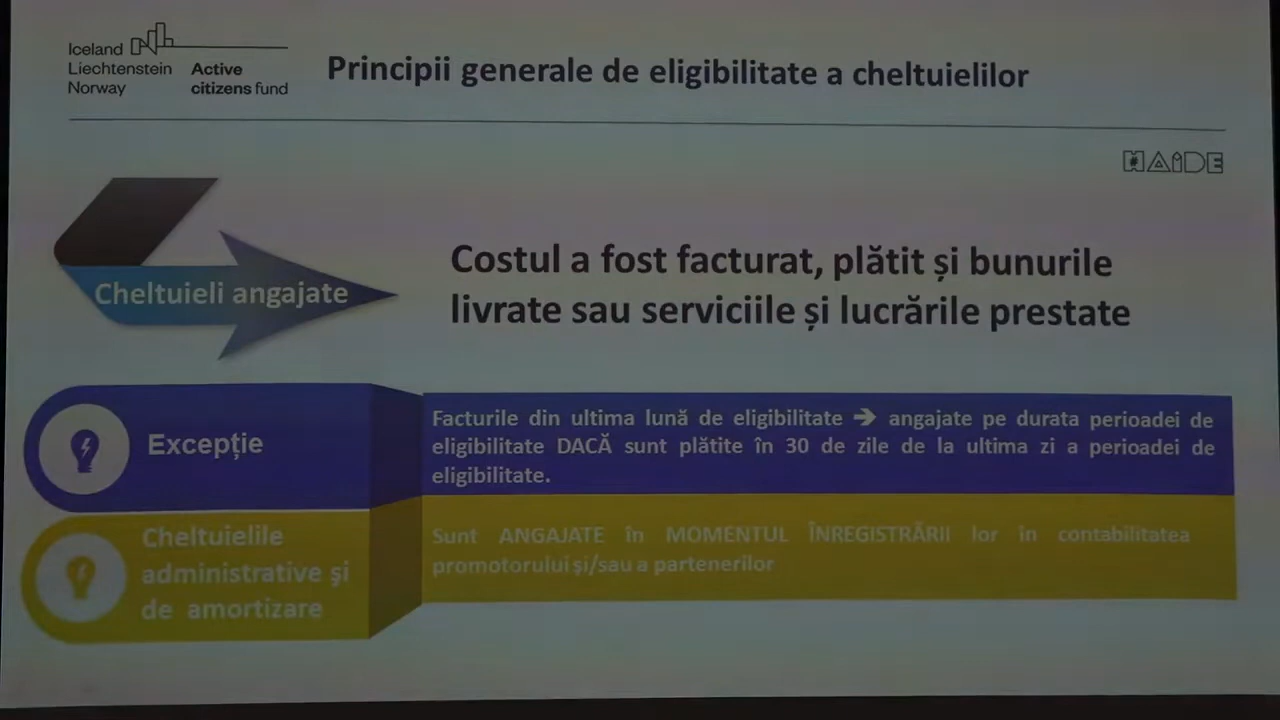 Iceland
Liechtenstein Active
Norway citizens fund
Principii generale de eligibilitate a cheltuielilor
#HAIDE
Cheltuieli angajate
Costul a fost facturat, plătit și bunurile
livrate sau serviciile și lucrările prestate
Excepție
Facturile din ultima lună de eligibilitate ➔ angajate pe durata perioadei de
eligibilitate DACĂ sunt plătite în 30 de zile de la ultima zi a perioadei de
eligibilitate.
Cheltuielile
administrative şi
de amortizare
Sunt ANGAJATE în MOMENTUL ÎNREGISTRĂRII lor în contabilitatea
promotorului și/sau a partenerilor